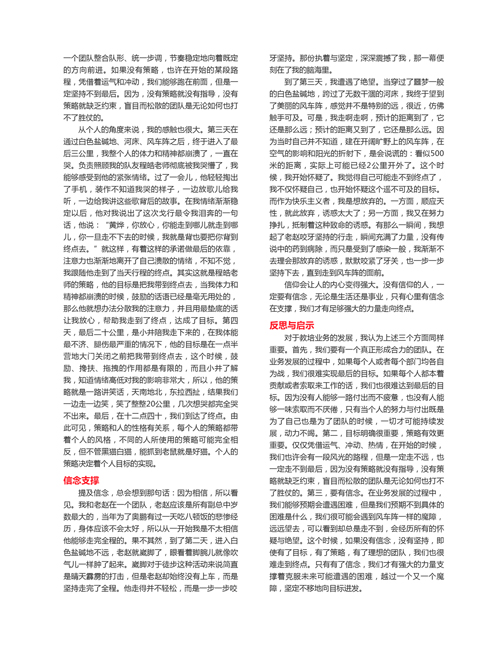 一个团队整合队形、统一步调，节奏稳定地向着既定
的方向前进。如果没有策略，也许在开始的某段路
程，凭借着运气和冲动，我们能够跑在前面，但是一
定坚持不到最后。因为，没有策略就没有指导，没有
策略就缺乏约束，盲目而松散的团队是无论如何也打
不了胜仗的。
从个人的角度来说，我的感触也很大。第三天在
通过白色盐碱地、河床、风车阵之后，终于进入了最
后三公里，我整个人的体力和精神都崩溃了，一直在
哭。负责照顾我的队友程皓老师彻底被我哭懵了，我
能够感受到他的紧张情绪。过了一会儿，他轻轻掏出
了手机，装作不知道我哭的样子，一边放歌儿给我
听，一边给我讲这些歌背后的故事。在我情绪渐渐稳
定以后，他对我说出了这次戈行最令我泪奔的一句
话，他说：“黄烨，你放心，你能走到哪儿就走到哪
儿，你一旦走不下去的时候，我就是背也要把你背到
终点去。”就这样，有着这样的承诺做最后的依靠，
注意力也渐渐地离开了自己溃散的情绪，不知不觉，
我跟随他走到了当天行程的终点。其实这就是程皓老
师的策略，他的目标是把我带到终点去，当我体力和
精神都崩溃的时候，鼓励的话语已经是毫无用处的，
那么他就想办法分散我的注意力，并且用最垫底的话
让我放心，帮助我走到了终点，达成了目标。第四
天，最后二十公里，是小井陪我走下来的，在我体能
最不济、腿伤最严重的情况下，他的目标是在一点半
营地大门关闭之前把我带到终点去，这个时候，鼓
励、搀扶、拖拽的作用都是有限的，而且小井了解
我，知道情绪高低对我的影响非常大，所以，他的策
略就是一路讲笑话，天南地北，东拉西扯，结果我们
一边走一边笑，笑了整整20公里，几次想哭都完全哭
不出来。最后，在十二点四十，我们到达了终点。由
此可见，策略和人的性格有关系，每个人的策略都带
着个人的风格，不同的人所使用的策略可能完全相
反，但不管黑猫白猫，能抓到老鼠就是好猫。个人的
策略决定着个人目标的实现。
信念支撑
提及信念，总会想到那句话：因为相信，所以看
见。我和老赵在一个团队，老赵应该是所有副总中岁
数最大的，当年为了奥鹏有过一天吃八顿饭的悲惨经
历，身体应该不会太好，所以从一开始我是不太相信
他能够走完全程的。果不其然，到了第二天，进入白
色盐碱地不远，老赵就崴脚了，眼看着脚腕儿就像吹
气儿一样肿了起来。崴脚对于徒步这种活动来说简直
是晴天霹雳的打击，但是老赵却始终没有上车，而是
坚持走完了全程。他走得并不轻松，而是一步一步咬
牙坚持。那份执着与坚定，深深震撼了我，那一幕便
刻在了我的脑海里。
到了第三天，我遭遇了绝望。当穿过了噩梦一般
的白色盐碱地，跨过了无数干涸的河床，我终于望到
了美丽的风车阵，感觉并不是特别的远，很近，仿佛
触手可及。可是，我走啊走啊，预计的距离到了，它
还是那么远；预计的距离又到了，它还是那么远。因
为当时自己并不知道，建在开阔旷野上的风车阵，在
空气的影响和阳光的折射下，是会说谎的：看似500
米的距离，实际上可能已经2公里开外了。这个时
候，我开始怀疑了。我觉得自己可能走不到终点了，
我不仅怀疑自己，也开始怀疑这个遥不可及的目标。
而作为快乐主义者，我是想放弃的。一方面，顺应天
性，就此放弃，诱惑太大了；另一方面，我又在努力
挣扎，抵制着这种致命的诱惑。有那么一瞬间，我想
起了老赵咬牙坚持的行走，瞬间充满了力量，没有传
说中的药到病除，而只是受到了感染一般，我渐渐不
去理会那放弃的诱惑，默默咬紧了牙关，也一步一步
坚持下去，直到走到风车阵的面前。
信仰会让人的内心变得强大。没有信仰的人，一
定要有信念，无论是生活还是事业，只有心里有信念
在支撑，我们才有足够强大的力量走向终点。
反思与启示
对于教培业务的发展，我认为上述三个方面同样
重要。首先，我们要有一个真正形成合力的团队。在
业务发展的过程中，如果每个人或者每个部门均各自
为战，我们很难实现最后的目标。如果每个人都本着
贡献或者索取来工作的话，我们也很难达到最后的目
标。因为没有人能够一路付出而不疲惫，也没有人能
够一味索取而不厌倦，只有当个人的努力与付出既是
为了自己也是为了团队的时候，一切才可能持续发
展，动力不竭。第二，目标明确很重要，策略有效更
重要。仅仅凭借运气、冲动、热情，在开始的时候，
我们也许会有一段风光的路程，但是一定走不远，也
一定走不到最后，因为没有策略就没有指导，没有策
略就缺乏约束，盲目而松散的团队是无论如何也打不
了胜仗的。第三，要有信念。在业务发展的过程中，
我们能够预期会遭遇困难，但是我们预期不到具体的
困难是什么，我们很可能会遇到风车阵一样的魔障，
远远望去，可以看到却总是走不到，会经历所有的怀
疑与绝望。这个时候，如果没有信念，没有坚持，即
使有了目标，有了策略，有了理想的团队，我们也很
难走到终点。只有有了信念，我们才有强大的力量支
撑着克服未来可能遭遇的困难，越过一个又一个魔
障，坚定不移地向目标进发。